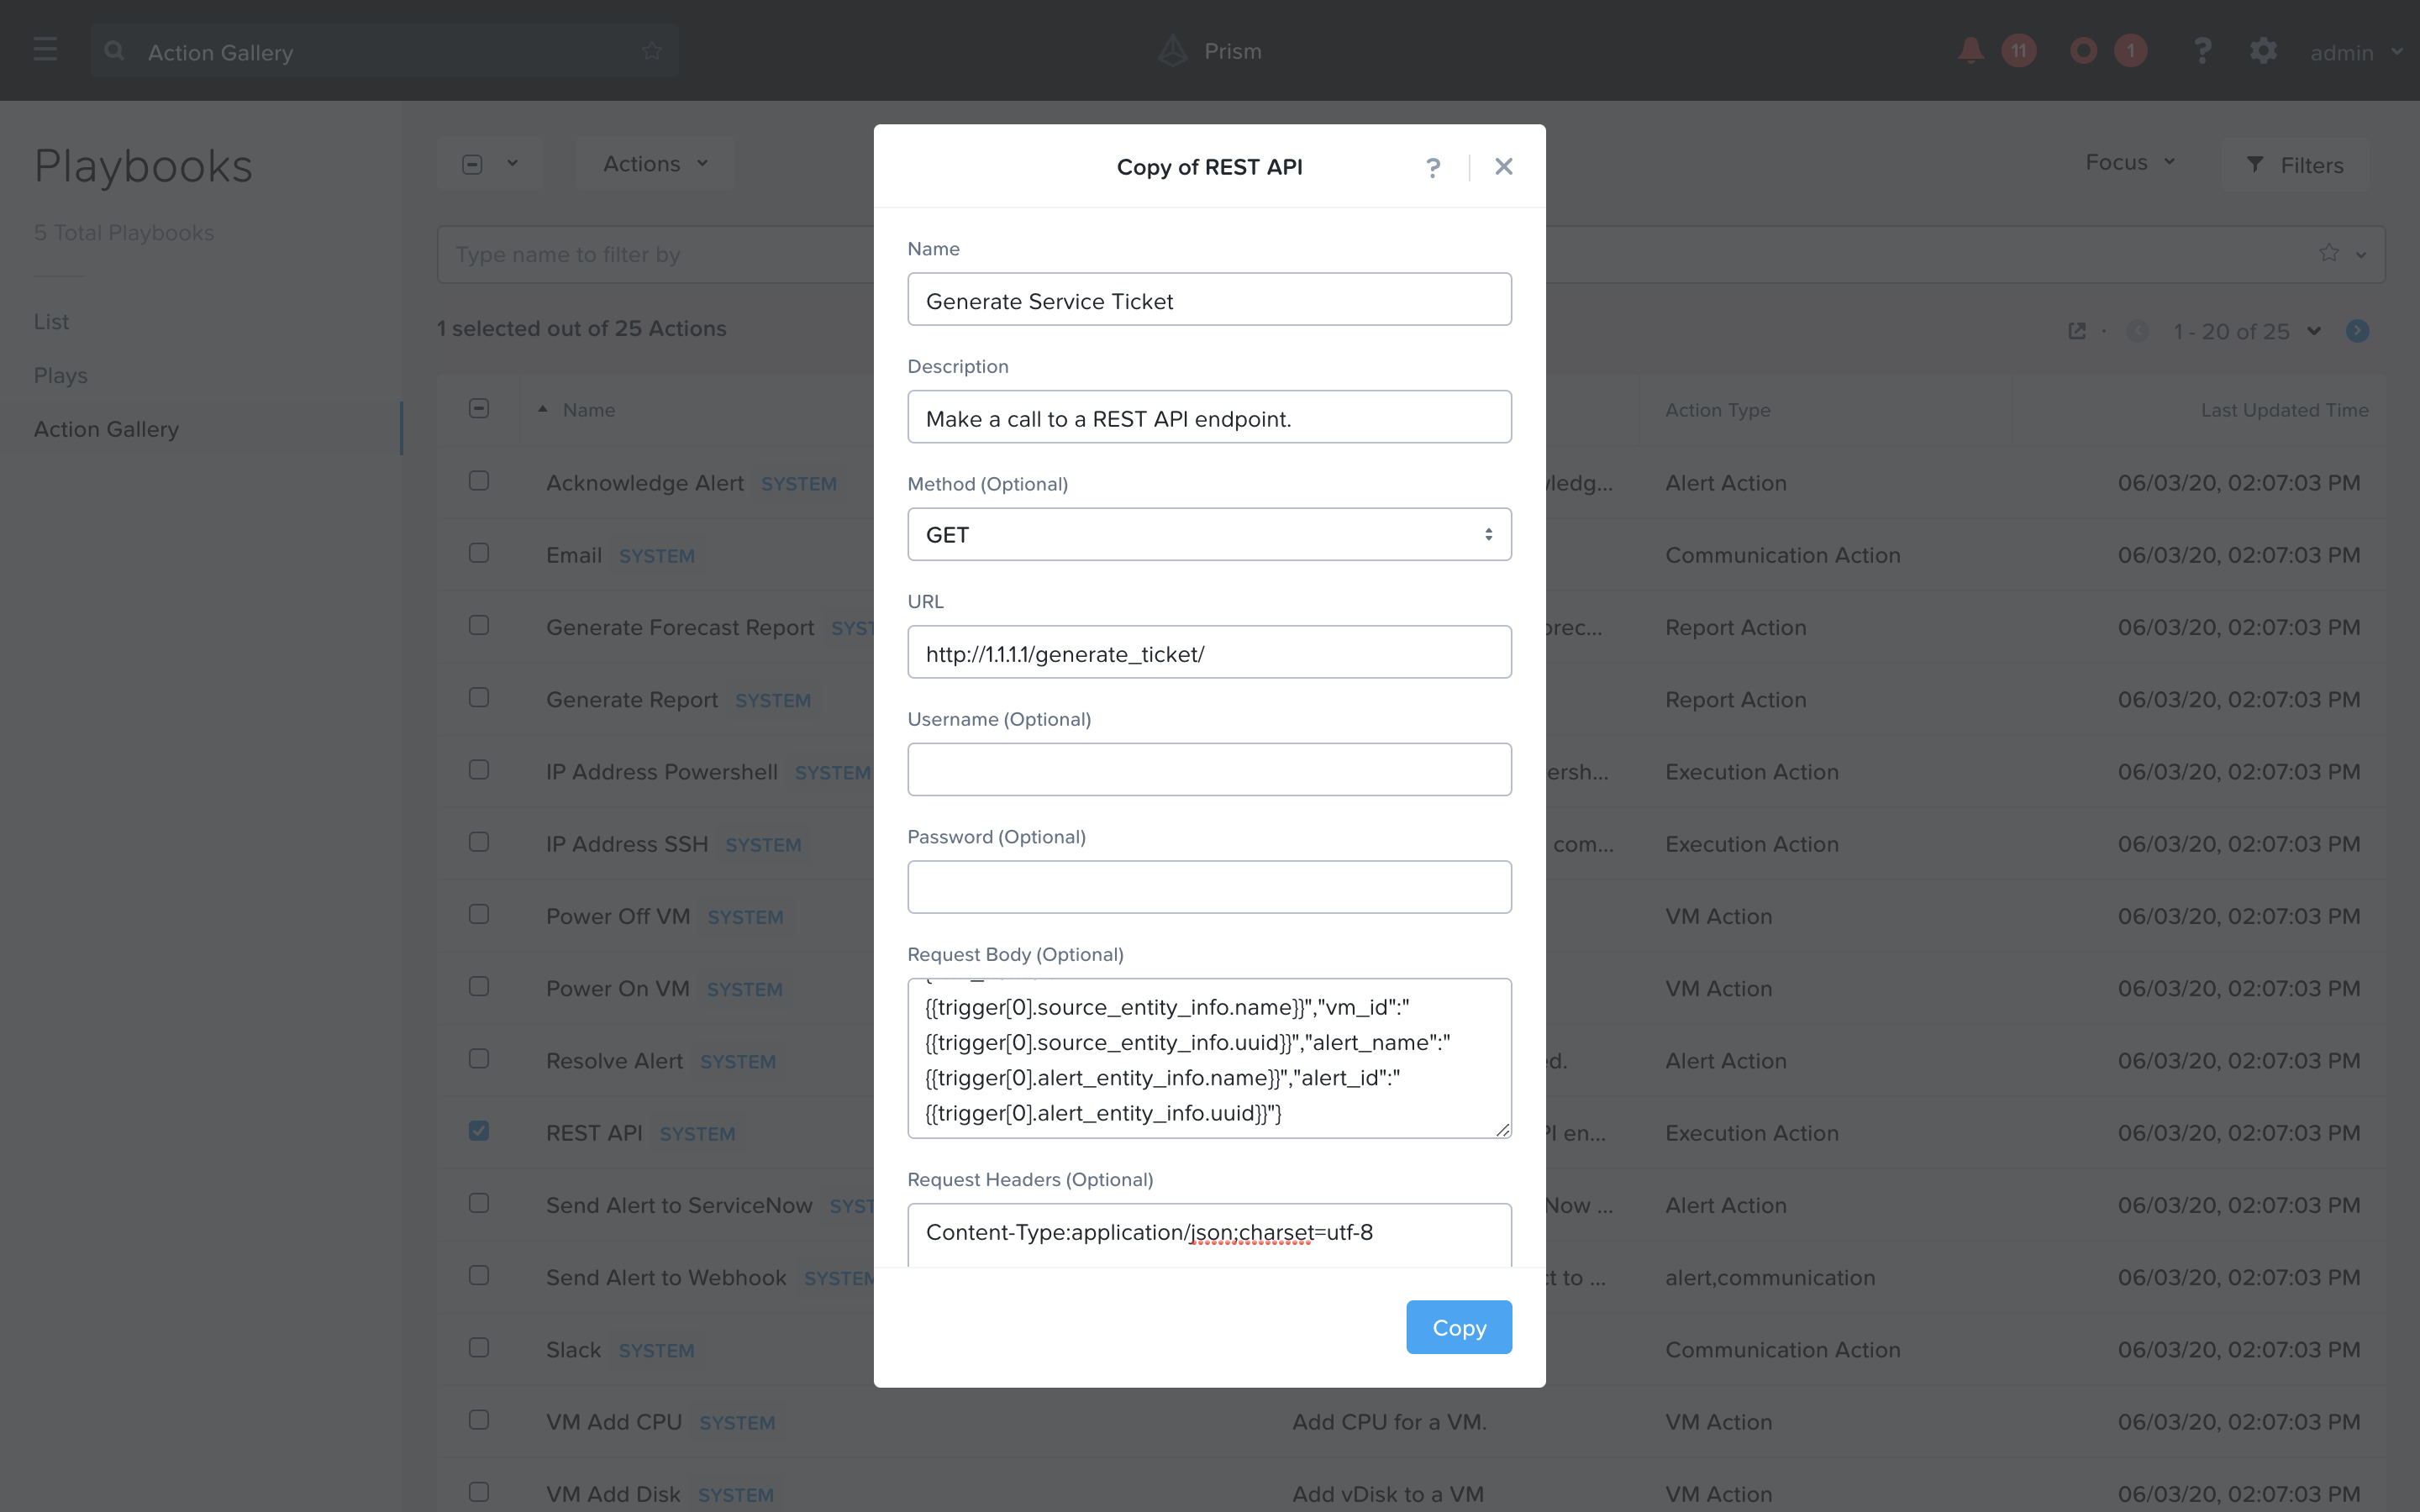 Action Gallery
Prism
11
1
?
admin
Playbooks
5 Total Playbooks
List
Plays
Action Gallery
Actions
Focus
Filters
Type name to filter by
1 selected out of 25 Actions
1 - 20 of 25
Name
Action Type
Last Updated Time
Acknowledge Alert SYSTEM
Alert Action
06/03/20, 02:07:03 PM
Email SYSTEM
Communication Action
06/03/20, 02:07:03 PM
Generate Forecast Report
Report Action
06/03/20, 02:07:03 PM
Generate Report SYSTEM
Report Action
06/03/20, 02:07:03 PM
IP Address Powershell SYSTEM
Execution Action
06/03/20, 02:07:03 PM
IP Address SSH SYSTEM
com...
Execution Action
06/03/20, 02:07:03 PM
Power Off VM SYSTEM
VM Action
06/03/20, 02:07:03 PM
Power On VM SYSTEM
VM Action
06/03/20, 02:07:03 PM
Resolve Alert SYSTEM
Alert Action
06/03/20, 02:07:03 PM
REST API SYSTEM
en...
Execution Action
06/03/20, 02:07:03 PM
Send Alert to ServiceNow
Now ...
Alert Action
06/03/20, 02:07:03 PM
Send Alert to Webhook SYSTEM
to ...
alert,communication
06/03/20, 02:07:03 PM
Slack SYSTEM
Communication Action
06/03/20, 02:07:03 PM
VM Add CPU SYSTEM
Add CPU for a VM.
VM Action
06/03/20, 02:07:03 PM
VM Add Disk SYSTEM
Add vDisk to a VM
VM Action
06/03/20, 02:07:03 PM
Copy of REST API
?
Name
Generate Service Ticket
Description
Make a call to a REST API endpoint.
Method (Optional)
GET
URL
http://1.1.1.1/generate_ticket/
Username (Optional)
Password (Optional)
Request Body (Optional)
{{trigger[0].source_entity_info.name}}","vm_id":"
{{trigger[0].source_entity_info.uuid}}","alert_name":"
{{trigger[0].alert_entity_info.name}}","alert_id":"
{{trigger[0].alert_entity_info.uuid}}"}
Request Headers (Optional)
Content-Type:application/json;charset=utf-8
Copy